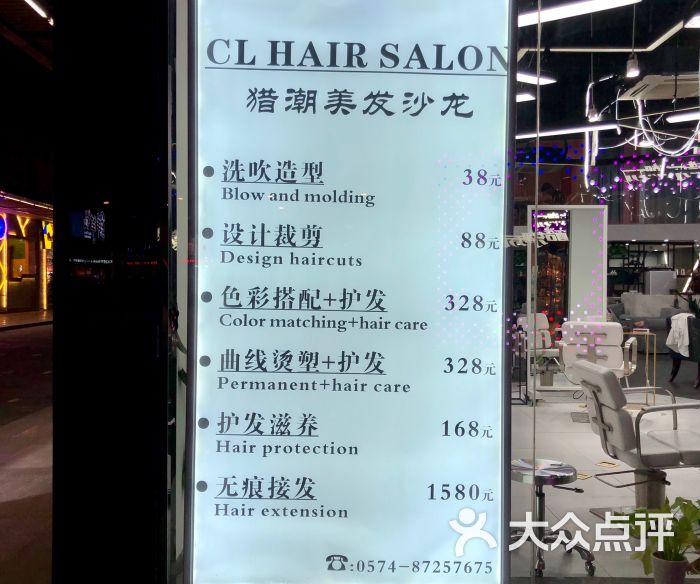 CL HAIR SALON
猎潮美发沙龙
洗吹造型 38元
Blow and molding
设计裁剪 88元
Design haircuts
色彩搭配+护发 328元
Color matching+hair care
曲线烫塑+护发 328元
Permanent+hair care
护发滋养 168元
Hair protection
无痕接发 1580元
Hair extension
☎:0574-87257675
大众点评